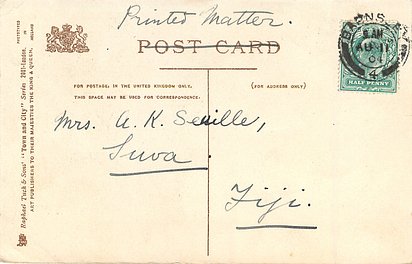 Printed Matter.
POST CARD
FOR POSTAGE, IN THE UNITED KINGDOM ONLY,
THIS SPACE MAY BE USED FOR CORRESPONDENCE.
(FOR ADDRESS ONLY)
HALF PENNY
Mrs. A. K. Seville,
Suva
Fiji.
Raphael Tuck & Sons' "Town and City" Series 2001-London.
ART PUBLISHERS TO THEIR MAJESTIES THE KING & QUEEN.